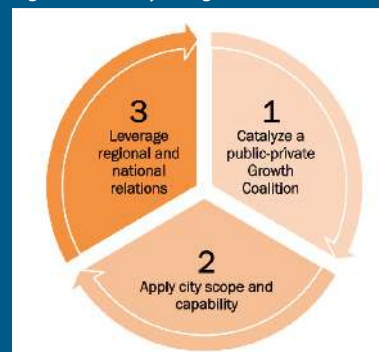 1
Catalyze a
public-private
Growth
Coalition
2
Apply city scope and
capability
3
Leverage
regional and
national
relations